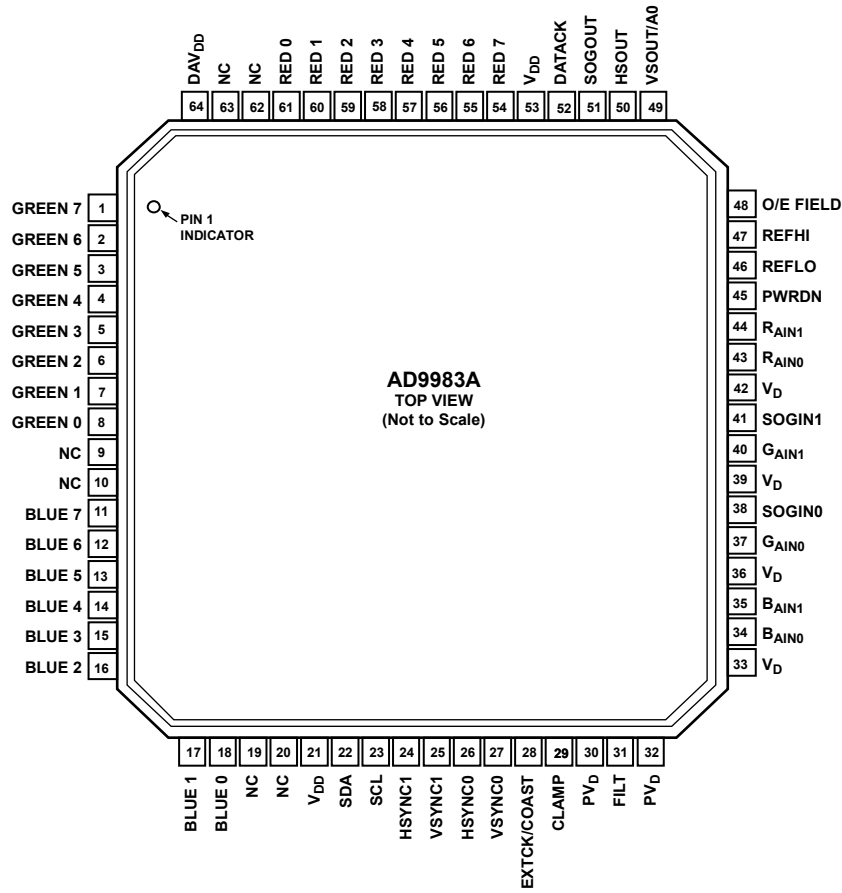 DAVDD
NC
NC
RED 0
RED 1
RED 2
RED 3
RED 4
RED 5
RED 6
RED 7
VDD
DATACK
SOGOUT
HSOUT
VSOUT/A0
64 63 62 61 60 59 58 57 56 55 54 53 52 51 50 49
GREEN 7 1
GREEN 6 2
GREEN 5 3
GREEN 4 4
GREEN 3 5
GREEN 2 6
GREEN 1 7
GREEN 0 8
NC 9
NC 10
BLUE 7 11
BLUE 6 12
BLUE 5 13
BLUE 4 14
BLUE 3 15
BLUE 2 16
PIN 1
INDICATOR
AD9983A
TOP VIEW
(Not to Scale)
48 O/E FIELD
47 REFHI
46 REFLO
45 PWRDN
44 RAIN1
43 RAIN0
42 VD
41 SOGIN1
40 GAIN1
39 VD
38 SOGIN0
37 GAIN0
36 VD
35 BAIN1
34 BAIN0
33 VD
17 18 19 20 21 22 23 24 25 26 27 28 29 30 31 32
BLUE 1
BLUE 0
NC
NC
VDD
SDA
SCL
HSYNC1
VSYNC1
HSYNC0
VSYNC0
EXTCK/COAST
CLAMP
PVD
FILT
PVD